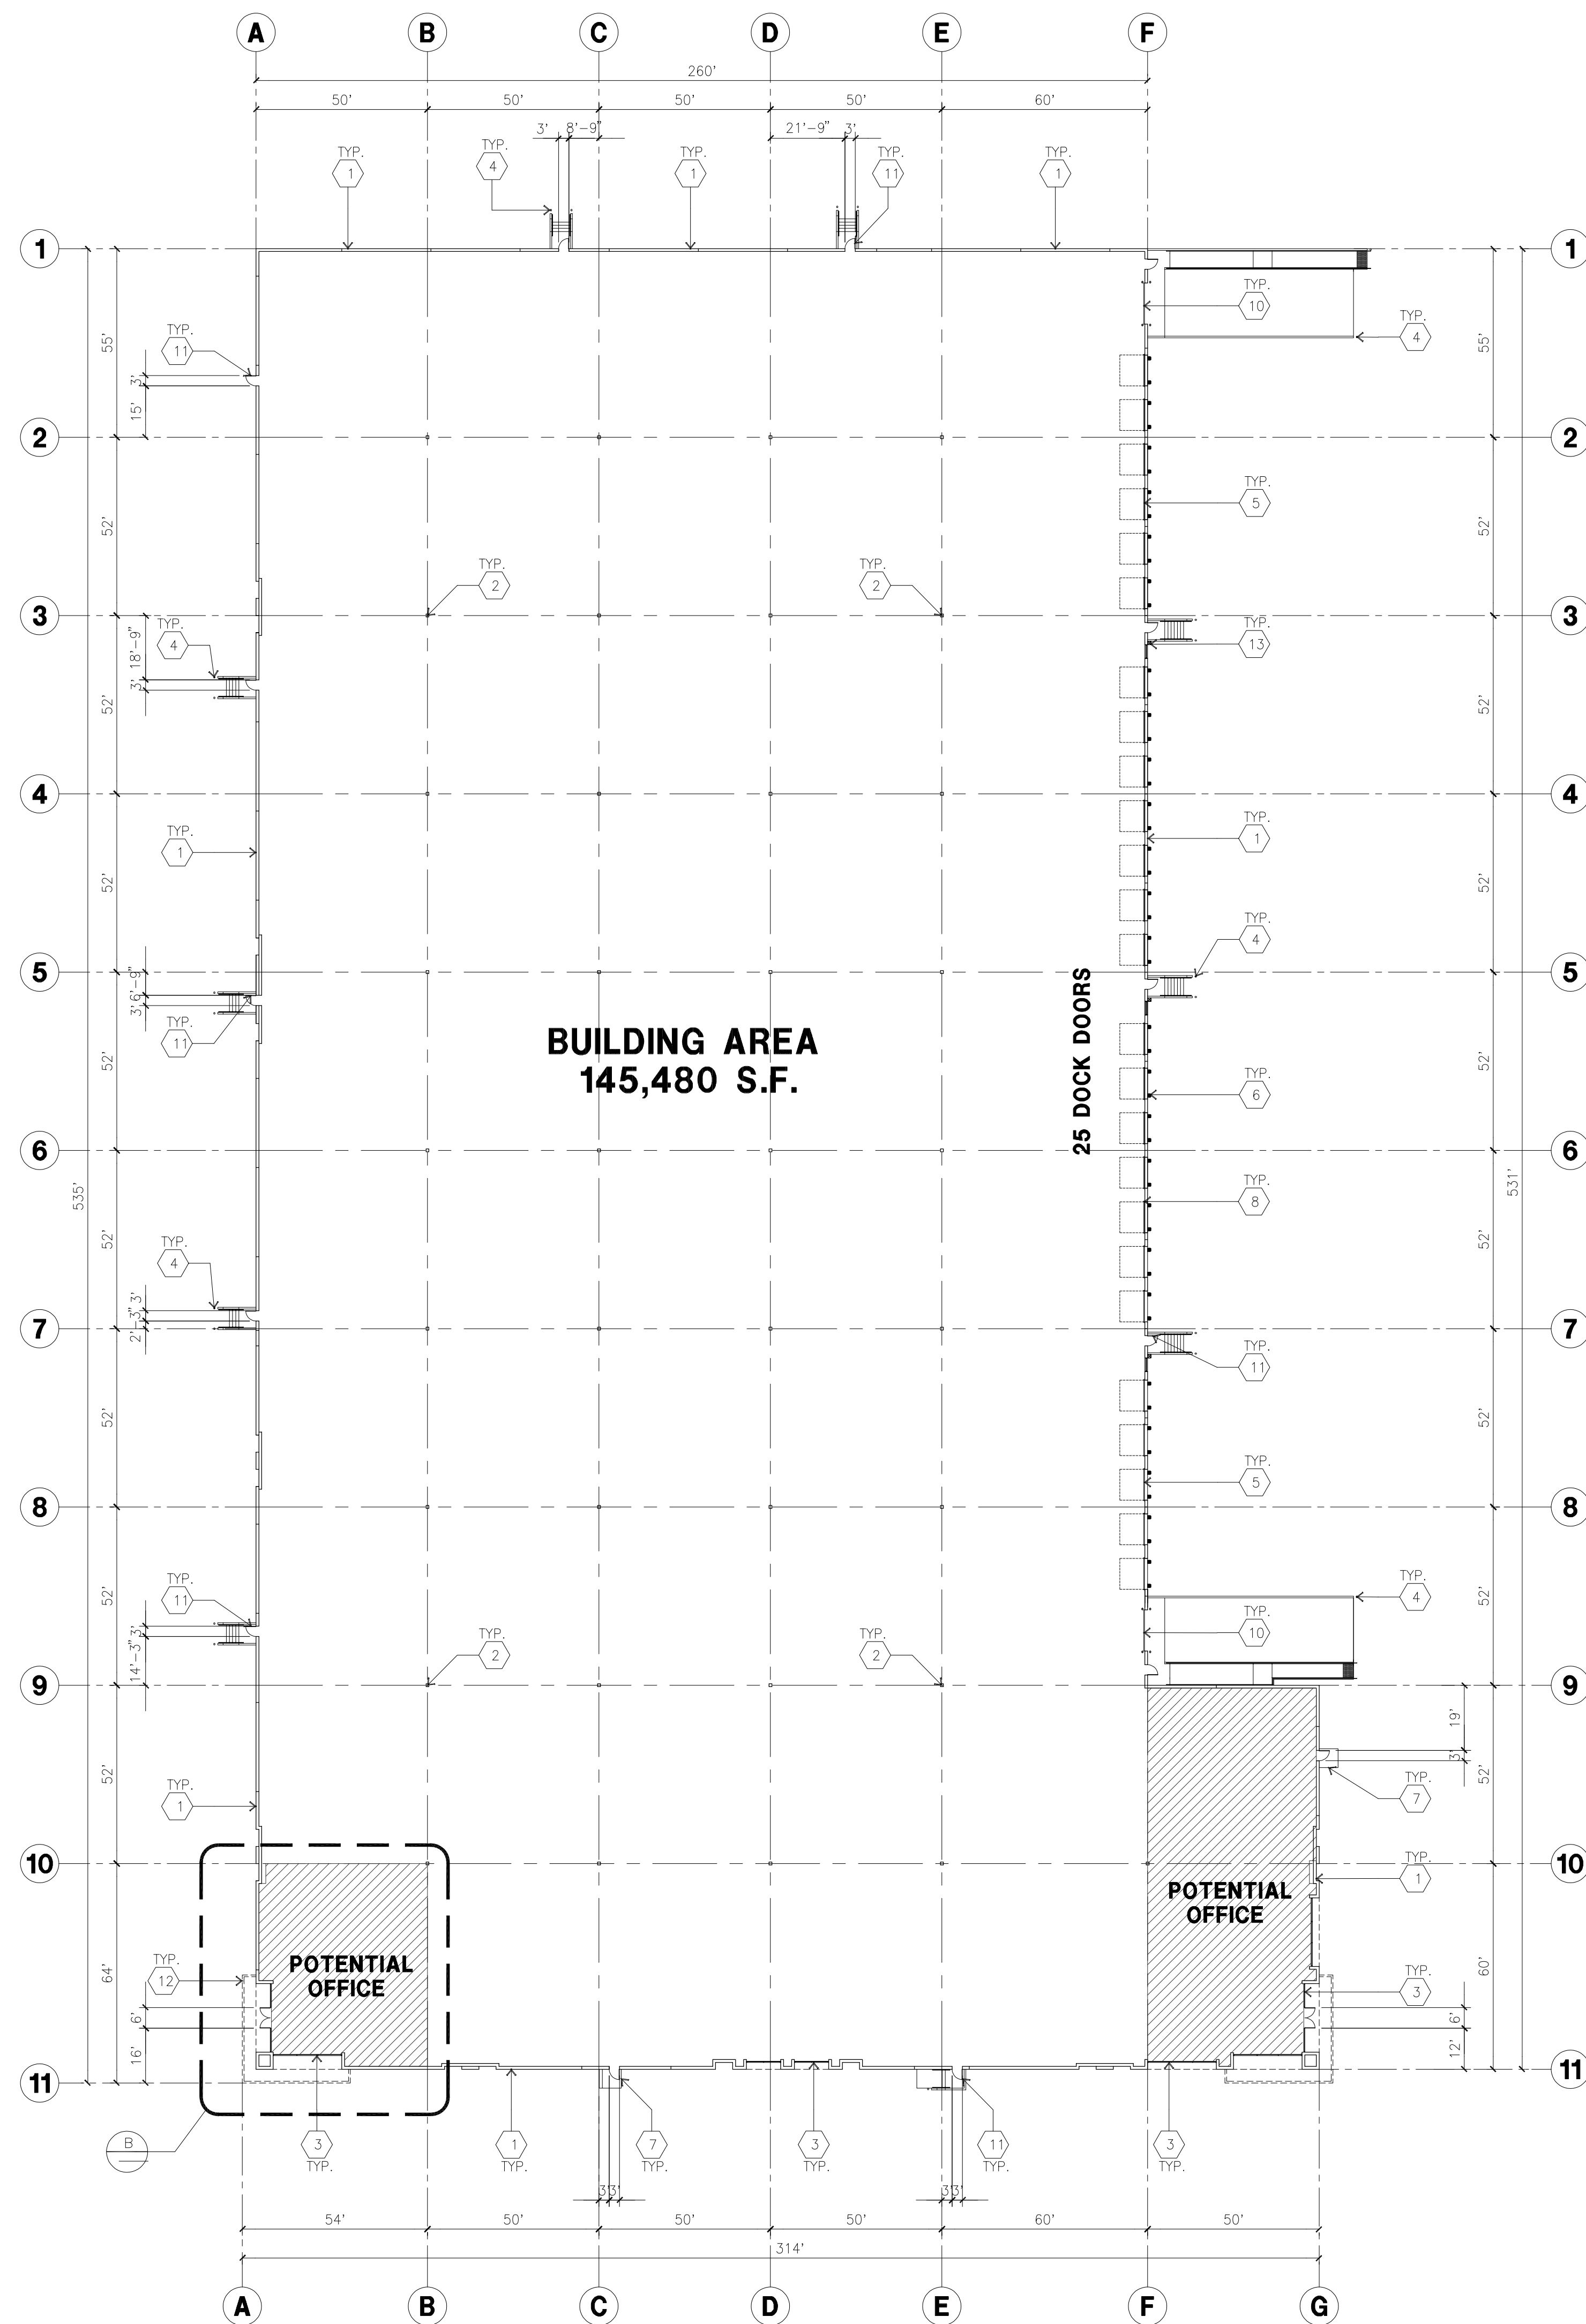 A B C D E F
260'
50' 50' 50' 50' 60'
3' 8'-9" 21'-9" 3'
TYP. 4
TYP. 11
TYP. 1
TYP. 1
TYP. 1
1 1
TYP. 10
TYP. 11
TYP. 4
55' 55'
3'
15'
2 2
TYP. 5
52' 52'
TYP. 2
TYP. 2
3 3
TYP. 4
TYP. 13
18'-9"
3'
52' 52'
4 4
TYP. 1
TYP. 1
52' 52'
TYP. 4
5 5
6'-9"
3'
TYP. 11
BUILDING AREA
145,480 S.F.
25 DOCK DOORS
TYP. 6
52' 52'
6 6
535' 531'
TYP. 8
52' 52'
TYP. 4
3'
2'-3"
7 7
TYP. 11
52' 52'
TYP. 5
8 8
52' 52'
TYP. 11
TYP. 4
3'
14'-3"
TYP. 10
TYP. 2
TYP. 2
9 9
19'
3'
52' 52'
TYP. 1
TYP. 7
10 10
TYP. 1
POTENTIAL
OFFICE
POTENTIAL
OFFICE
TYP. 12
TYP. 3
64' 60'
6' 6'
16' 12'
11 11
B
3 TYP.
1 TYP.
7 TYP.
3 TYP.
11 TYP.
3 TYP.
3' 3' 3' 3'
54' 50' 50' 50' 60' 50'
314'
A B C D E F G